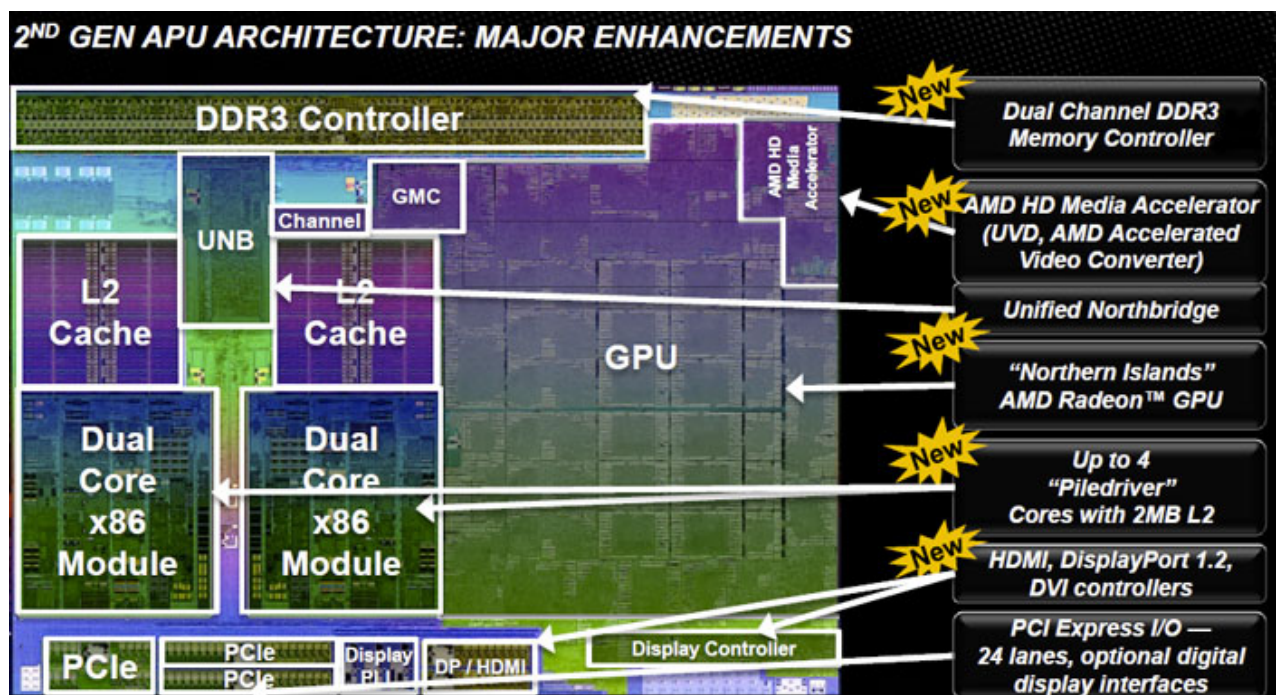 2ND GEN APU ARCHITECTURE: MAJOR ENHANCEMENTS
DDR3 Controller
UNB
Channel
GMC
AMD HD
Media
Accelerator
L2
Cache
L2
Cache
GPU
Dual
Core
x86
Module
Dual
Core
x86
Module
PCIe
PCIe
PCIe
Display
PLL
DP / HDMI
Display Controller
New
Dual Channel DDR3
Memory Controller
New
AMD HD Media Accelerator
(UVD, AMD Accelerated
Video Converter)
Unified Northbridge
New
“Northern Islands”
AMD Radeon™ GPU
New
Up to 4
“Piledriver”
Cores with 2MB L2
New
HDMI, DisplayPort 1.2,
DVI controllers
PCI Express I/O —
24 lanes, optional digital
display interfaces